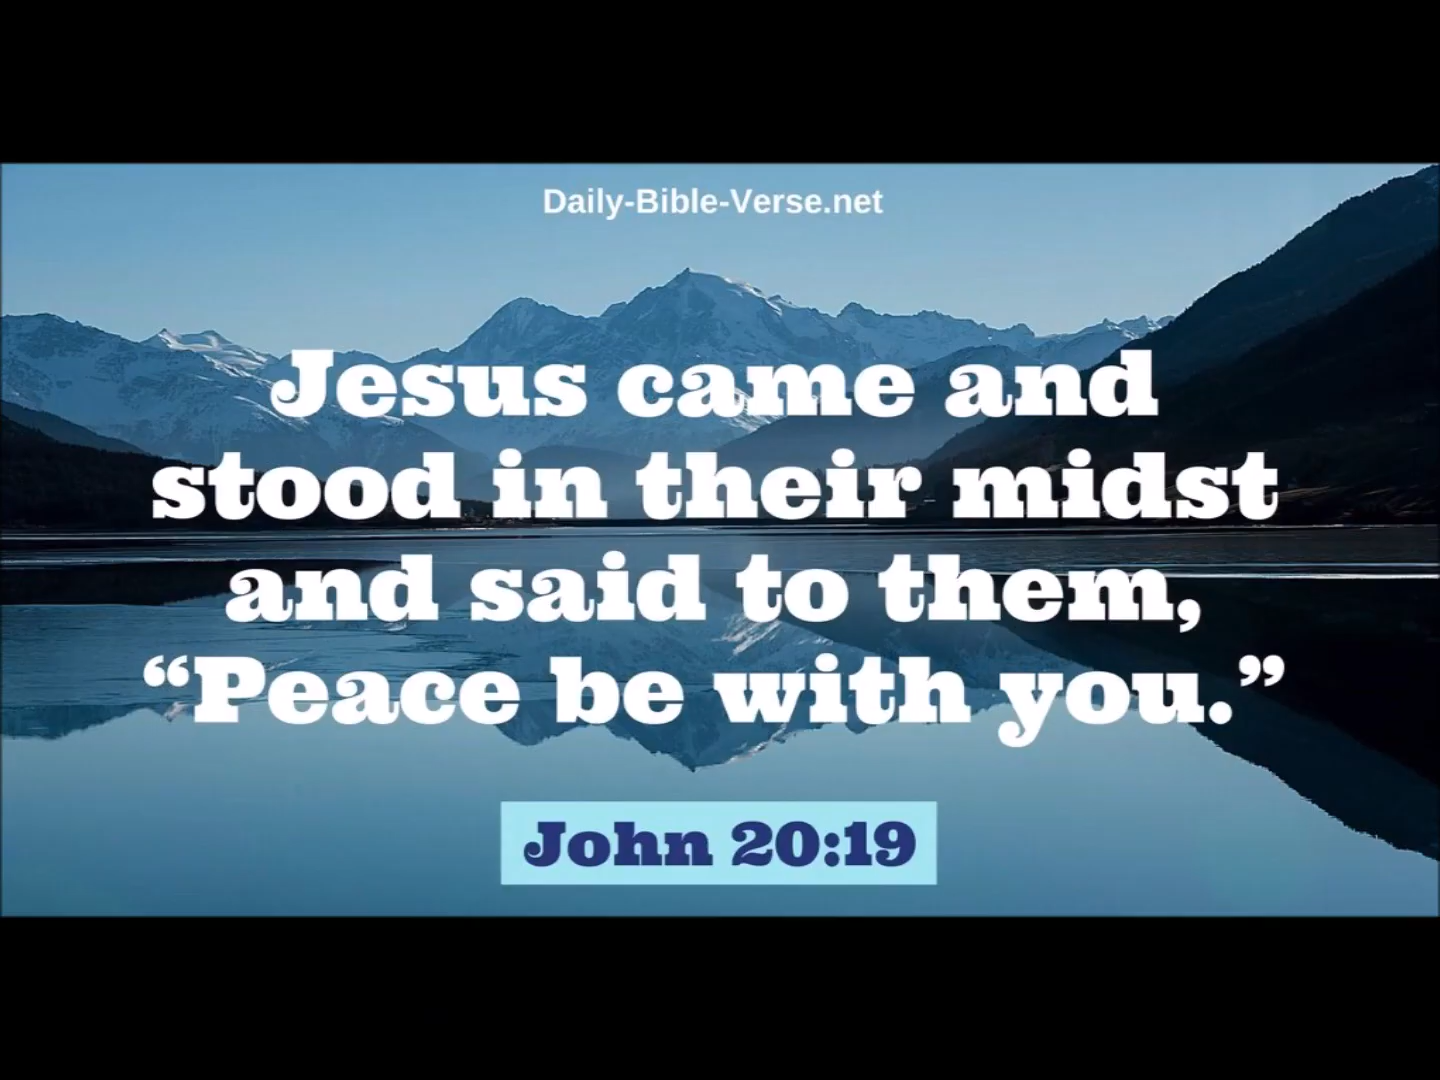 Daily-Bible-Verse.net
Jesus came and
stood in their midst
and said to them,
“Peace be with you.”
John 20:19